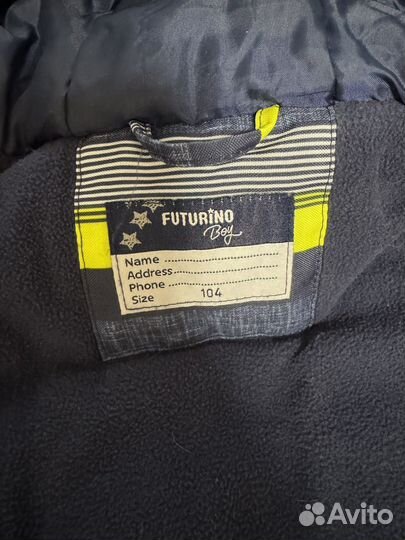 FUTURINO
Boy
Name ....................
Address ....................
Phone ....................
Size 104
Avito